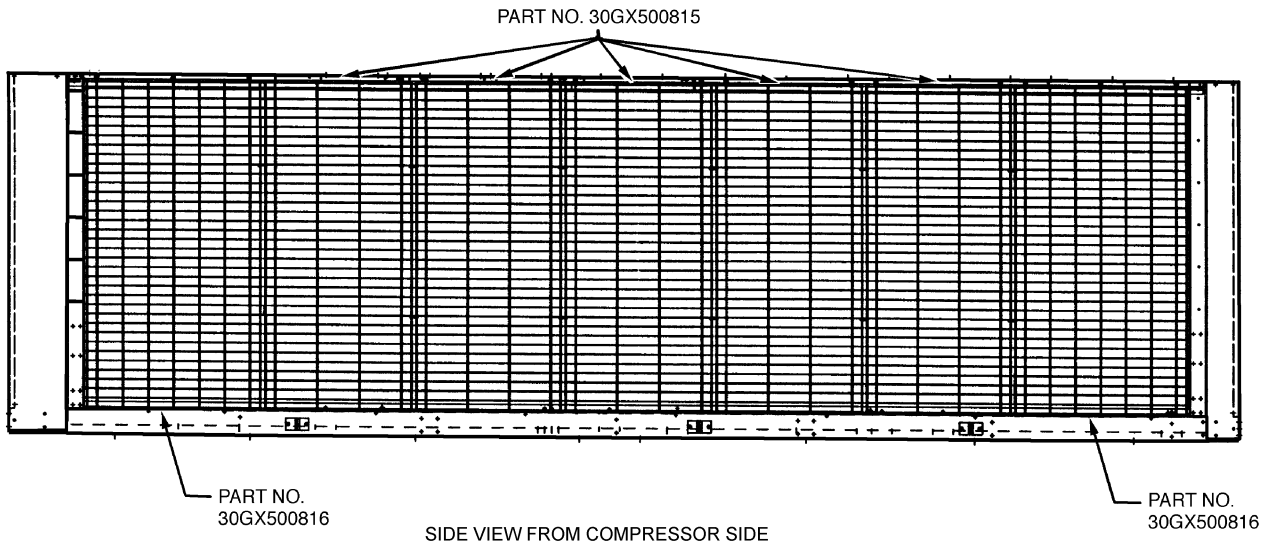 PART NO. 30GX500815
PART NO.
30GX500816
PART NO.
30GX500816
SIDE VIEW FROM COMPRESSOR SIDE